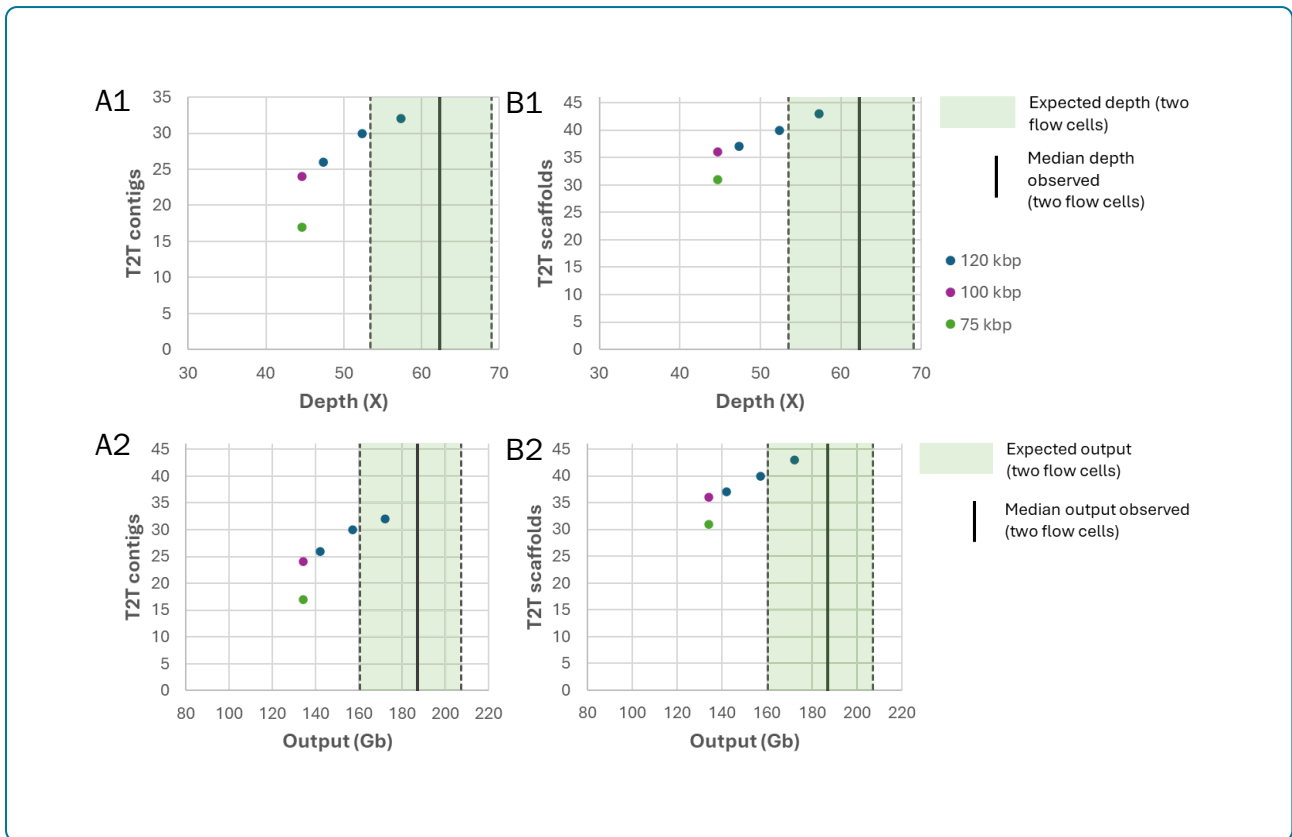 A1
35
30
25
20
15
10
5
0
T2T contigs
30 40 50 60 70
Depth (X)
B1
45
40
35
30
25
20
15
10
5
0
T2T scaffolds
30 40 50 60 70
Depth (X)
Expected depth (two
flow cells)
Median depth
observed
(two flow cells)
120 kbp
100 kbp
75 kbp
A2
45
40
35
30
25
20
15
10
5
0
T2T contigs
80 100 120 140 160 180 200 220
Output (Gb)
B2
45
40
35
30
25
20
15
10
5
0
T2T scaffolds
80 100 120 140 160 180 200 220
Output (Gb)
Expected output
(two flow cells)
Median output observed
(two flow cells)